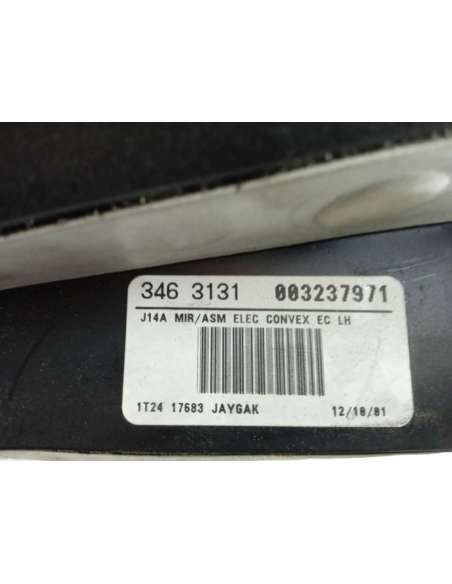 346 3131 003237971
J14A MIR/ASM ELEC CONVEX EC LH
1T24 17683 JAYGAK 12/10/01